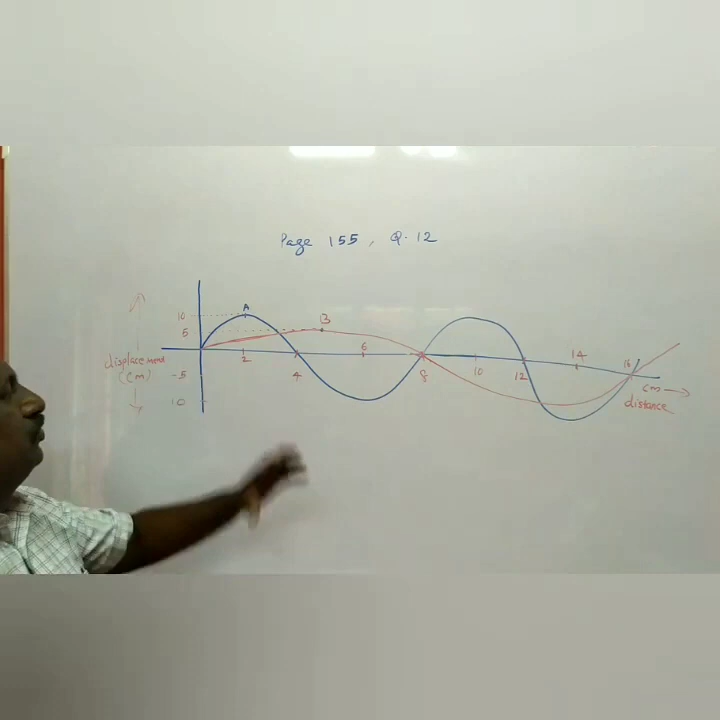 Page 155, Q. 12
10
A
5
B
displacement
(cm)
-5
10
2
4
6
8
10
12
14
16
cm
distance